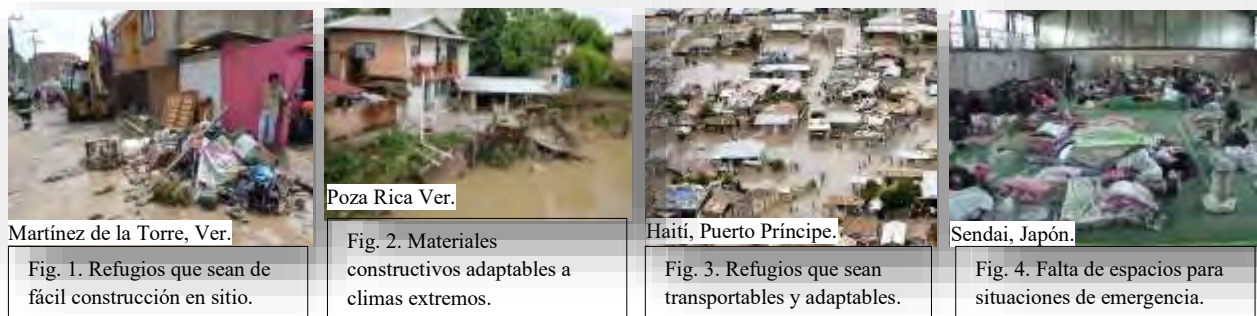 Martínez de la Torre, Ver.
Fig. 1. Refugios que sean de
fácil construcción en sitio.
Poza Rica Ver.
Fig. 2. Materiales
constructivos adaptables a
climas extremos.
Haití, Puerto Príncipe.
Fig. 3. Refugios que sean
transportables y adaptables.
Sendai, Japón.
Fig. 4. Falta de espacios para
situaciones de emergencia.